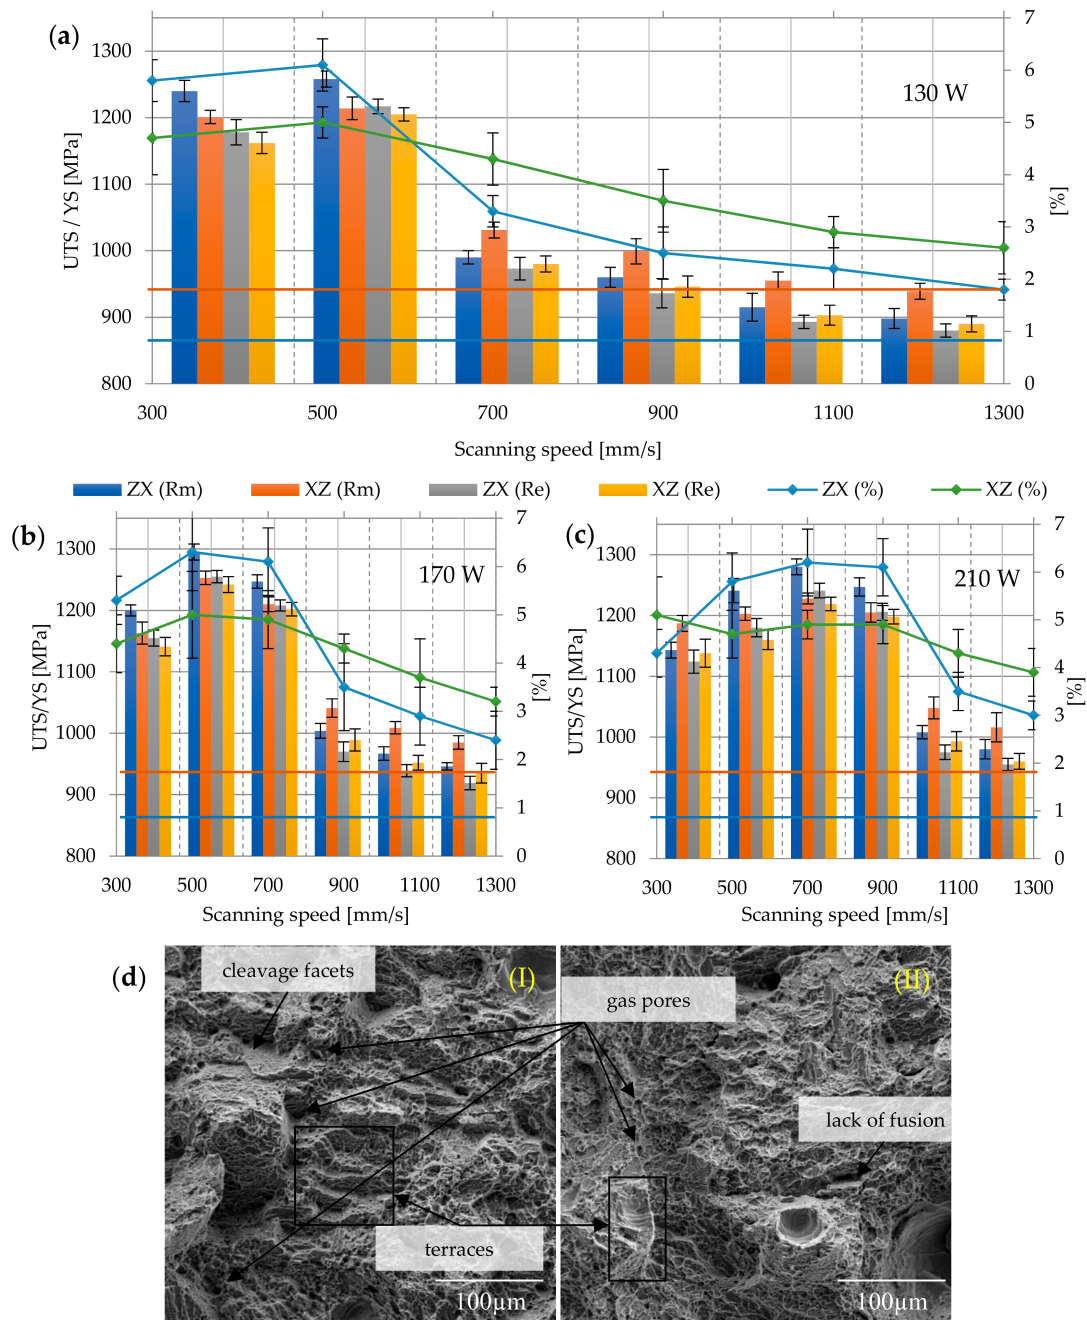 (a)
130 W
UTS / YS [MPa]
1300
1200
1100
1000
900
800
7
6
5
4
3
2
1
0
[%]
300 500 700 900 1100 1300
Scanning speed [mm/s]
ZX (Rm) XZ (Rm) ZX (Re) XZ (Re) ZX (%) XZ (%)
(b)
170 W
UTS/YS [MPa]
1300
1200
1100
1000
900
800
7
6
5
4
3
2
1
0
[%]
300 500 700 900 1100 1300
Scanning speed [mm/s]
(c)
210 W
UTS/YS [MPa]
1300
1200
1100
1000
900
800
7
6
5
4
3
2
1
0
[%]
300 500 700 900 1100 1300
Scanning speed [mm/s]
(d)
(I)
cleavage facets
gas pores
terraces
100μm
(II)
lack of fusion
100μm